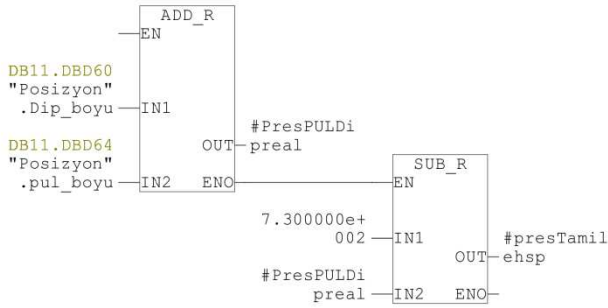 ADD_R
EN
DB11.DBD60
"Posizyon"
.Dip_boyu
IN1
#PresPULDi
DB11.DBD64
OUT
preal
"Posizyon"
.pul_boyu
IN2
ENO
SUB_R
EN
7.300000e+
002
IN1
#presTamil
OUT
ehsp
#PresPULDi
preal
IN2
ENO